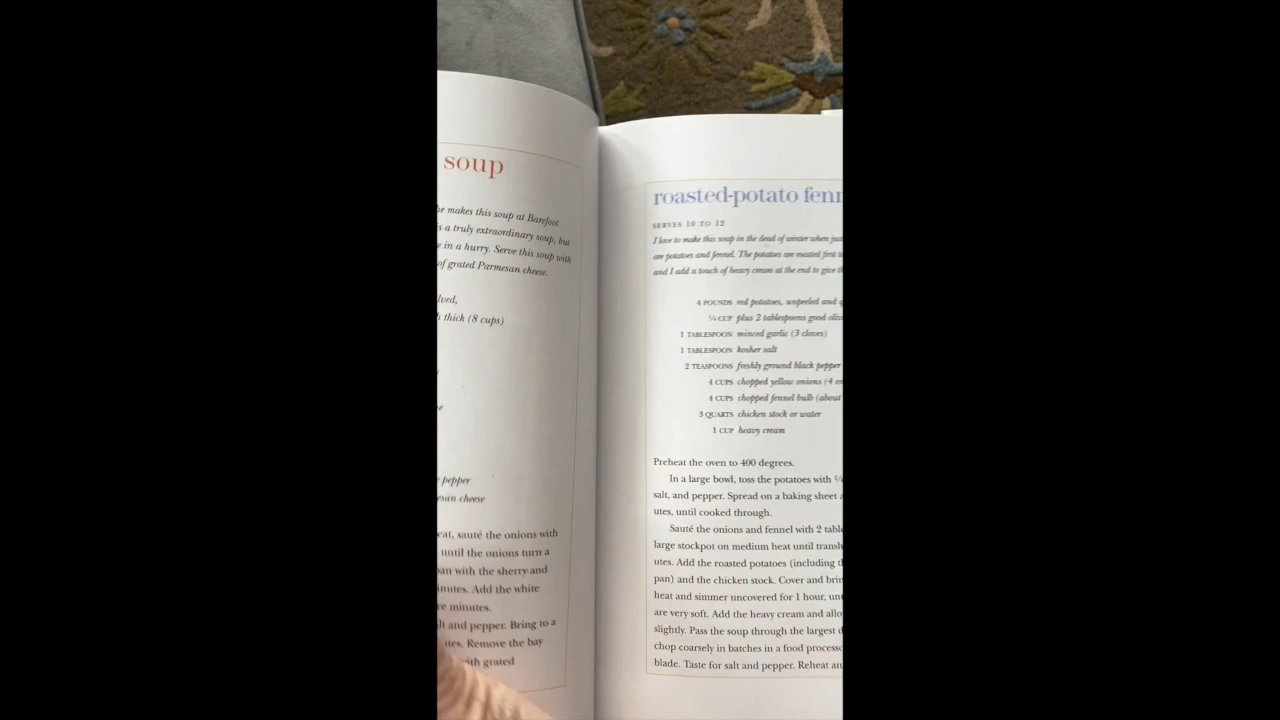 soup
he makes this soup at Barefoot
s a truly extraordinary soup, but
e in a hurry. Serve this soup with
of grated Parmesan cheese.
lved,
h thick (8 cups)
e
pepper
esan cheese
eat, sauté the onions with
until the onions turn a
an with the sherry and
inutes. Add the white
re minutes.
lt and pepper. Bring to a
utes. Remove the bay
with grated
roasted-potato fenn
SERVES 10 TO 12
I love to make this soup in the dead of winter when just
are potatoes and fennel. The potatoes are roasted first t
and I add a touch of heavy cream at the end to give th
4 POUNDS red potatoes, unpeeled and q
¼ CUP plus 2 tablespoons good oliv
1 TABLESPOON minced garlic (3 cloves)
1 TABLESPOON kosher salt
2 TEASPOONS freshly ground black pepper
4 CUPS chopped yellow onions (4 on
4 CUPS chopped fennel bulb (about
3 QUARTS chicken stock or water
1 CUP heavy cream
Preheat the oven to 400 degrees.
In a large bowl, toss the potatoes with ¼
salt, and pepper. Spread on a baking sheet a
utes, until cooked through.
Sauté the onions and fennel with 2 table
large stockpot on medium heat until transl
utes. Add the roasted potatoes (including th
pan) and the chicken stock. Cover and brin
heat and simmer uncovered for 1 hour, unt
are very soft. Add the heavy cream and allo
slightly. Pass the soup through the largest d
chop coarsely in batches in a food processo
blade. Taste for salt and pepper. Reheat an